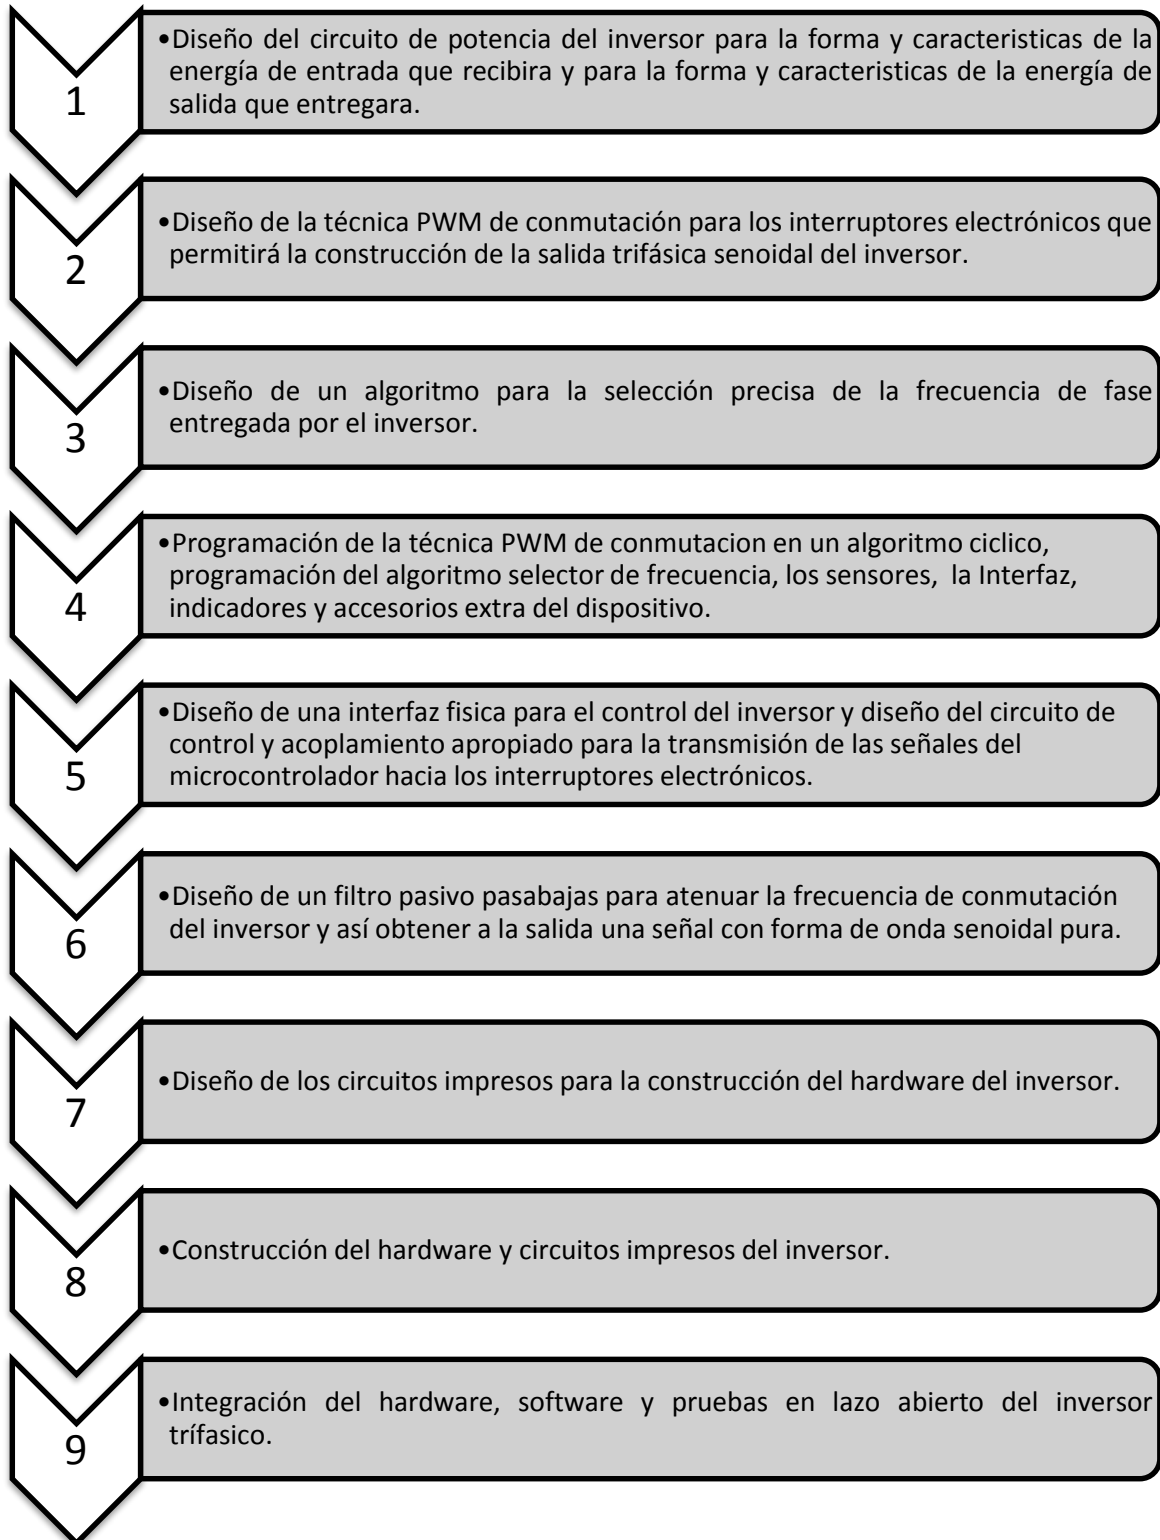 1
•Diseño del circuito de potencia del inversor para la forma y caracteristicas de la
energía de entrada que recibira y para la forma y caracteristicas de la energía de
salida que entregara.
2
•Diseño de la técnica PWM de conmutación para los interruptores electrónicos que
permitirá la construcción de la salida trifásica senoidal del inversor.
3
•Diseño de un algoritmo para la selección precisa de la frecuencia de fase
entregada por el inversor.
4
•Programación de la técnica PWM de conmutacion en un algoritmo ciclico,
programación del algoritmo selector de frecuencia, los sensores, la Interfaz,
indicadores y accesorios extra del dispositivo.
5
•Diseño de una interfaz fisica para el control del inversor y diseño del circuito de
control y acoplamiento apropiado para la transmisión de las señales del
microcontrolador hacia los interruptores electrónicos.
6
•Diseño de un filtro pasivo pasabajas para atenuar la frecuencia de conmutación
del inversor y así obtener a la salida una señal con forma de onda senoidal pura.
7
•Diseño de los circuitos impresos para la construcción del hardware del inversor.
8
•Construcción del hardware y circuitos impresos del inversor.
9
•Integración del hardware, software y pruebas en lazo abierto del inversor
trífasico.